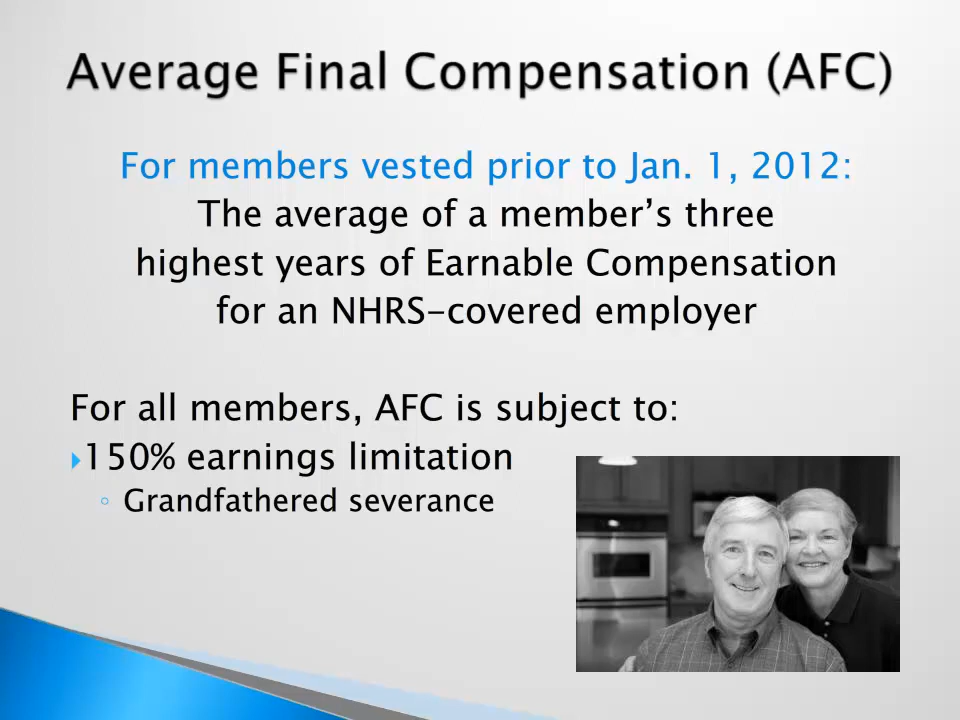 Average Final Compensation (AFC)
For members vested prior to Jan. 1, 2012:
The average of a member’s three
highest years of Earnable Compensation
for an NHRS-covered employer
For all members, AFC is subject to:
150% earnings limitation
Grandfathered severance